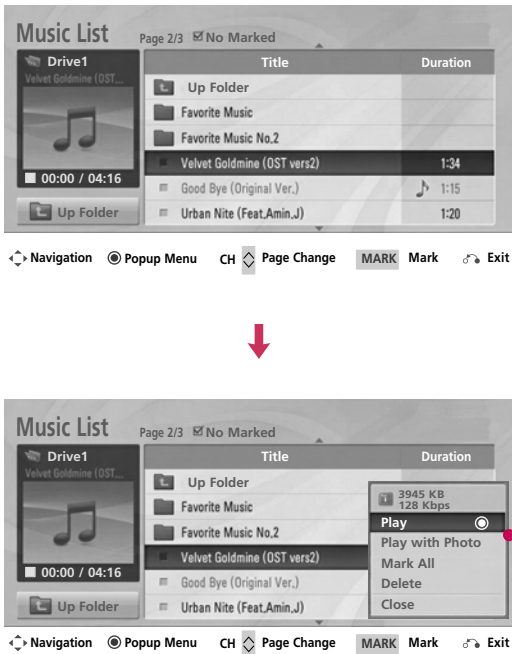 Music List Page 2/3 No Marked
Drive1 Title Duration
Velvet Goldmine (OST...
Up Folder
Favorite Music
Favorite Music No.2
Velvet Goldmine (OST vers2) 1:34
00:00 / 04:16
Good Bye (Original Ver.) 1:15
Up Folder
Urban Nite (Feat.Amin.J) 1:20
Navigation Popup Menu CH Page Change MARK Mark Exit
Music List Page 2/3 No Marked
Drive1 Title Duration
Velvet Goldmine (OST...
Up Folder
Favorite Music
Favorite Music No.2
Velvet Goldmine (OST vers2)
00:00 / 04:16
Good Bye (Original Ver.)
Up Folder
Urban Nite (Feat.Amin.J)
3945 KB
128 Kbps
Play
Play with Photo
Mark All
Delete
Close
Navigation Popup Menu CH Page Change MARK Mark Exit